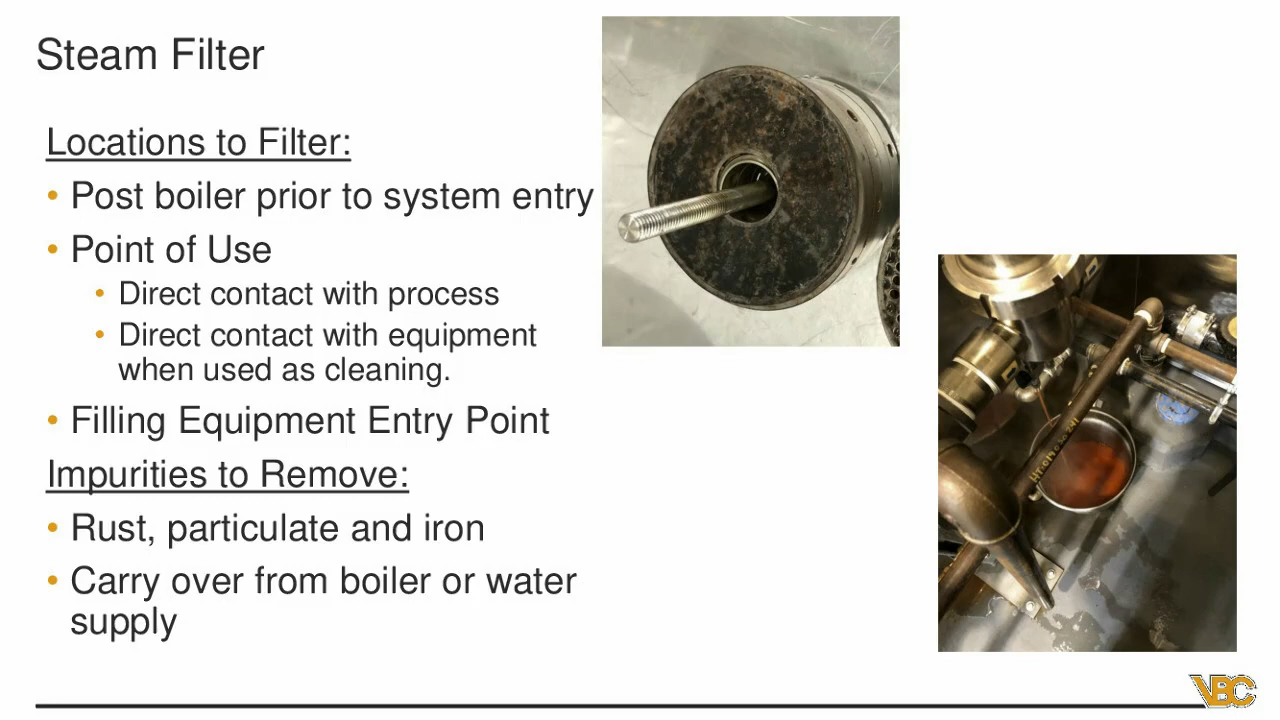 Steam Filter
Locations to Filter:
• Post boiler prior to system entry
• Point of Use
• Direct contact with process
• Direct contact with equipment
when used as cleaning.
• Filling Equipment Entry Point
Impurities to Remove:
• Rust, particulate and iron
• Carry over from boiler or water
supply
VBC